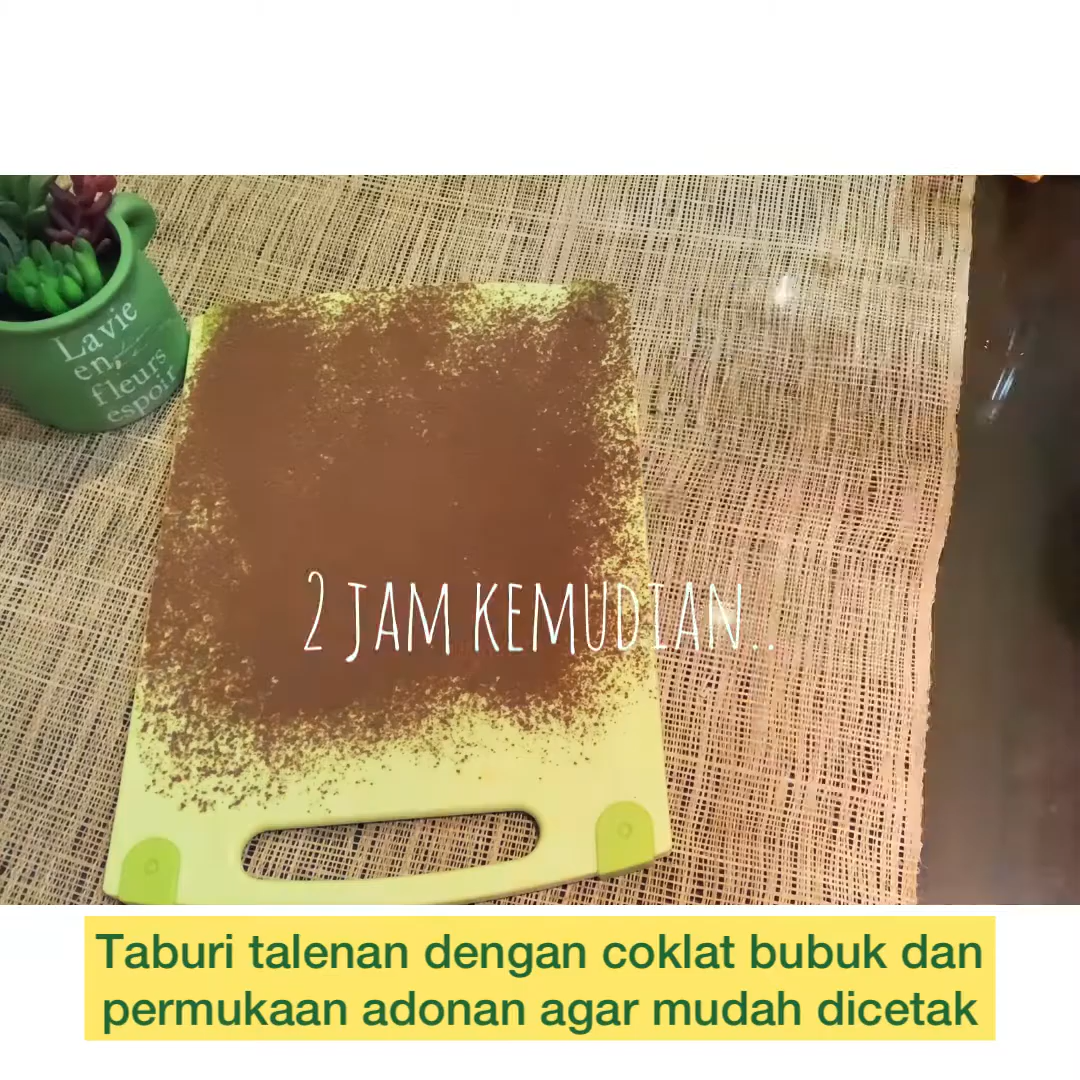 La vie
en
fleurs
espoir
2 JAM KEMUDIAN..
Taburi talenan dengan coklat bubuk dan
permukaan adonan agar mudah dicetak